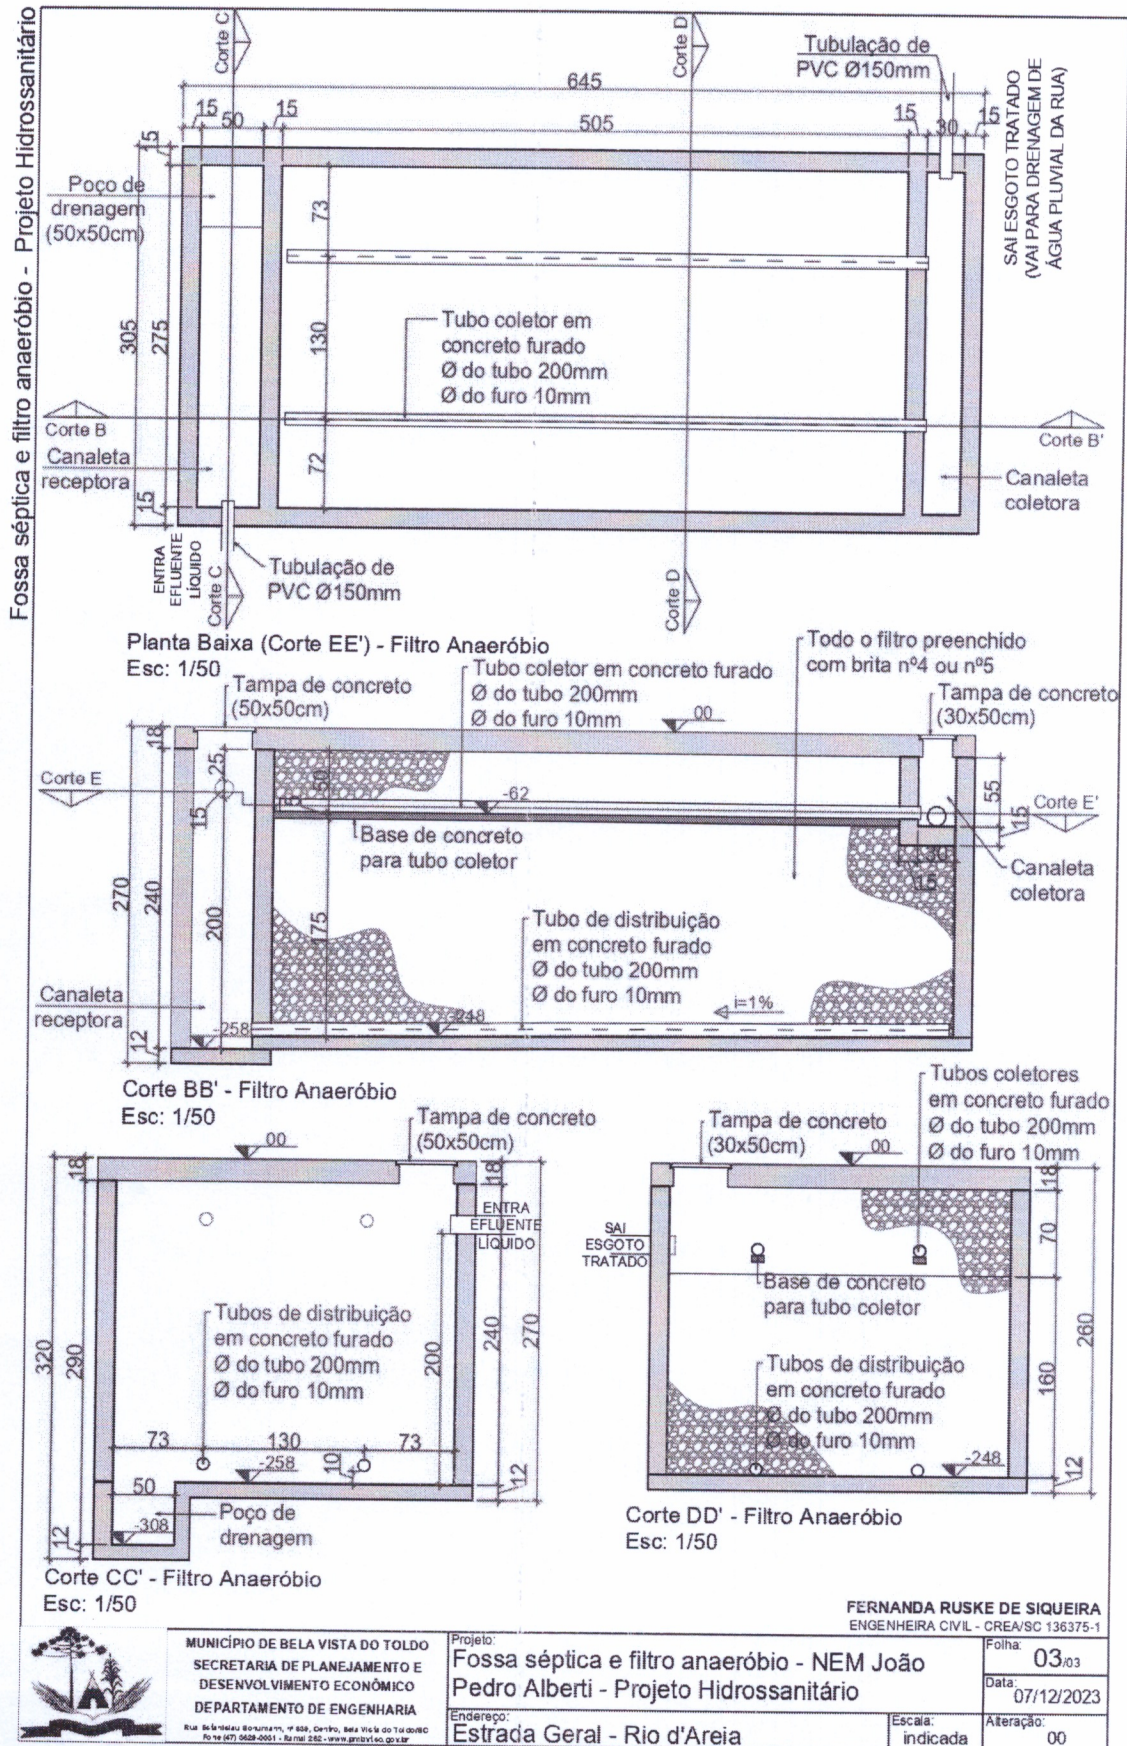 Fossa séptica e filtro anaeróbio - Projeto Hidrossanitário
Corte C
Corte D
Tubulação de
PVC Ø150mm
SAI ESGOTO TRATADO
(VAI PARA DRENAGEM DE
ÁGUA PLUVIAL DA RUA)
645
15
50
15
505
15
30
15
15
Poço de
drenagem
(50x50cm)
73
305
275
130
Tubo coletor em
concreto furado
Ø do tubo 200mm
Ø do furo 10mm
Corte B
Corte B'
Canaleta
receptora
72
Canaleta
coletora
15
ENTRA
EFLUENTE
LÍQUIDO
Corte C
Tubulação de
PVC Ø150mm
Corte D
Planta Baixa (Corte EE') - Filtro Anaeróbio
Esc: 1/50
Todo o filtro preenchido
com brita nº4 ou nº5
Tampa de concreto
(50x50cm)
Tubo coletor em concreto furado
Ø do tubo 200mm
Ø do furo 10mm
00
Tampa de concreto
(30x50cm)
18
25
50
Corte E
15
5
-62
55
Corte E'
15
Base de concreto
para tubo coletor
30
15
Canaleta
coletora
270
240
200
175
Tubo de distribuição
em concreto furado
Ø do tubo 200mm
Ø do furo 10mm
Canaleta
receptora
i=1%
-258
-248
12
Corte BB' - Filtro Anaeróbio
Esc: 1/50
Tubos coletores
em concreto furado
Ø do tubo 200mm
Ø do furo 10mm
00
Tampa de concreto
(50x50cm)
Tampa de concreto
(30x50cm)
00
18
18
18
ENTRA
EFLUENTE
LÍQUIDO
SAI
ESGOTO
TRATADO
70
Base de concreto
para tubo coletor
Tubos de distribuição
em concreto furado
Ø do tubo 200mm
Ø do furo 10mm
320
290
200
240
270
260
160
Tubos de distribuição
em concreto furado
Ø do tubo 200mm
Ø do furo 10mm
73
130
73
-258
10
12
-248
12
50
Poço de
drenagem
-308
12
Corte DD' - Filtro Anaeróbio
Esc: 1/50
Corte CC' - Filtro Anaeróbio
Esc: 1/50
FERNANDA RUSKE DE SIQUEIRA
ENGENHEIRA CIVIL - CREA/SC 136375-1
MUNICÍPIO DE BELA VISTA DO TOLDO
SECRETARIA DE PLANEJAMENTO E
DESENVOLVIMENTO ECONÔMICO
DEPARTAMENTO DE ENGENHARIA
Projeto:
Fossa séptica e filtro anaeróbio - NEM João
Pedro Alberti - Projeto Hidrossanitário
Endereço:
Estrada Geral - Rio d'Areia
Folha:
03/03
Data:
07/12/2023
Escala:
indicada
Alteração:
00